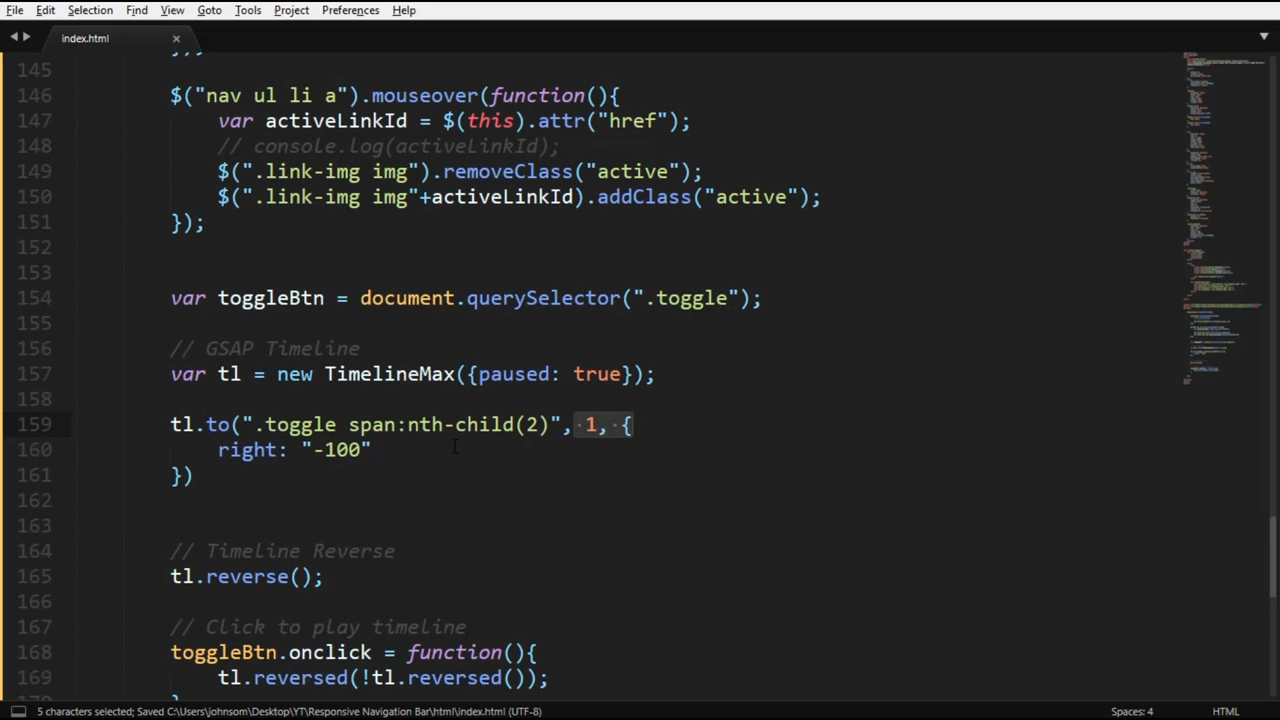 File Edit Selection Find View Goto Tools Project Preferences Help
index.html ×
145 });
146 $("nav ul li a").mouseover(function(){
147 var activeLinkId = $(this).attr("href");
148 // console.log(activeLinkId);
149 $(".link-img img").removeClass("active");
150 $(".link-img img"+activeLinkId).addClass("active");
151 });
152
153
154 var toggleBtn = document.querySelector(".toggle");
155
156 // GSAP Timeline
157 var tl = new TimelineMax({paused: true});
158
159 tl.to(".toggle span:nth-child(2)", 1, {
160 right: "-100"
161 })
162
163
164 // Timeline Reverse
165 tl.reverse();
166
167 // Click to play timeline
168 toggleBtn.onclick = function(){
169 tl.reversed(!tl.reversed());
5 characters selected; Saved C:\Users\johnsom\Desktop\YT\Responsive Navigation Bar\html\index.html (UTF-8) Spaces: 4 HTML